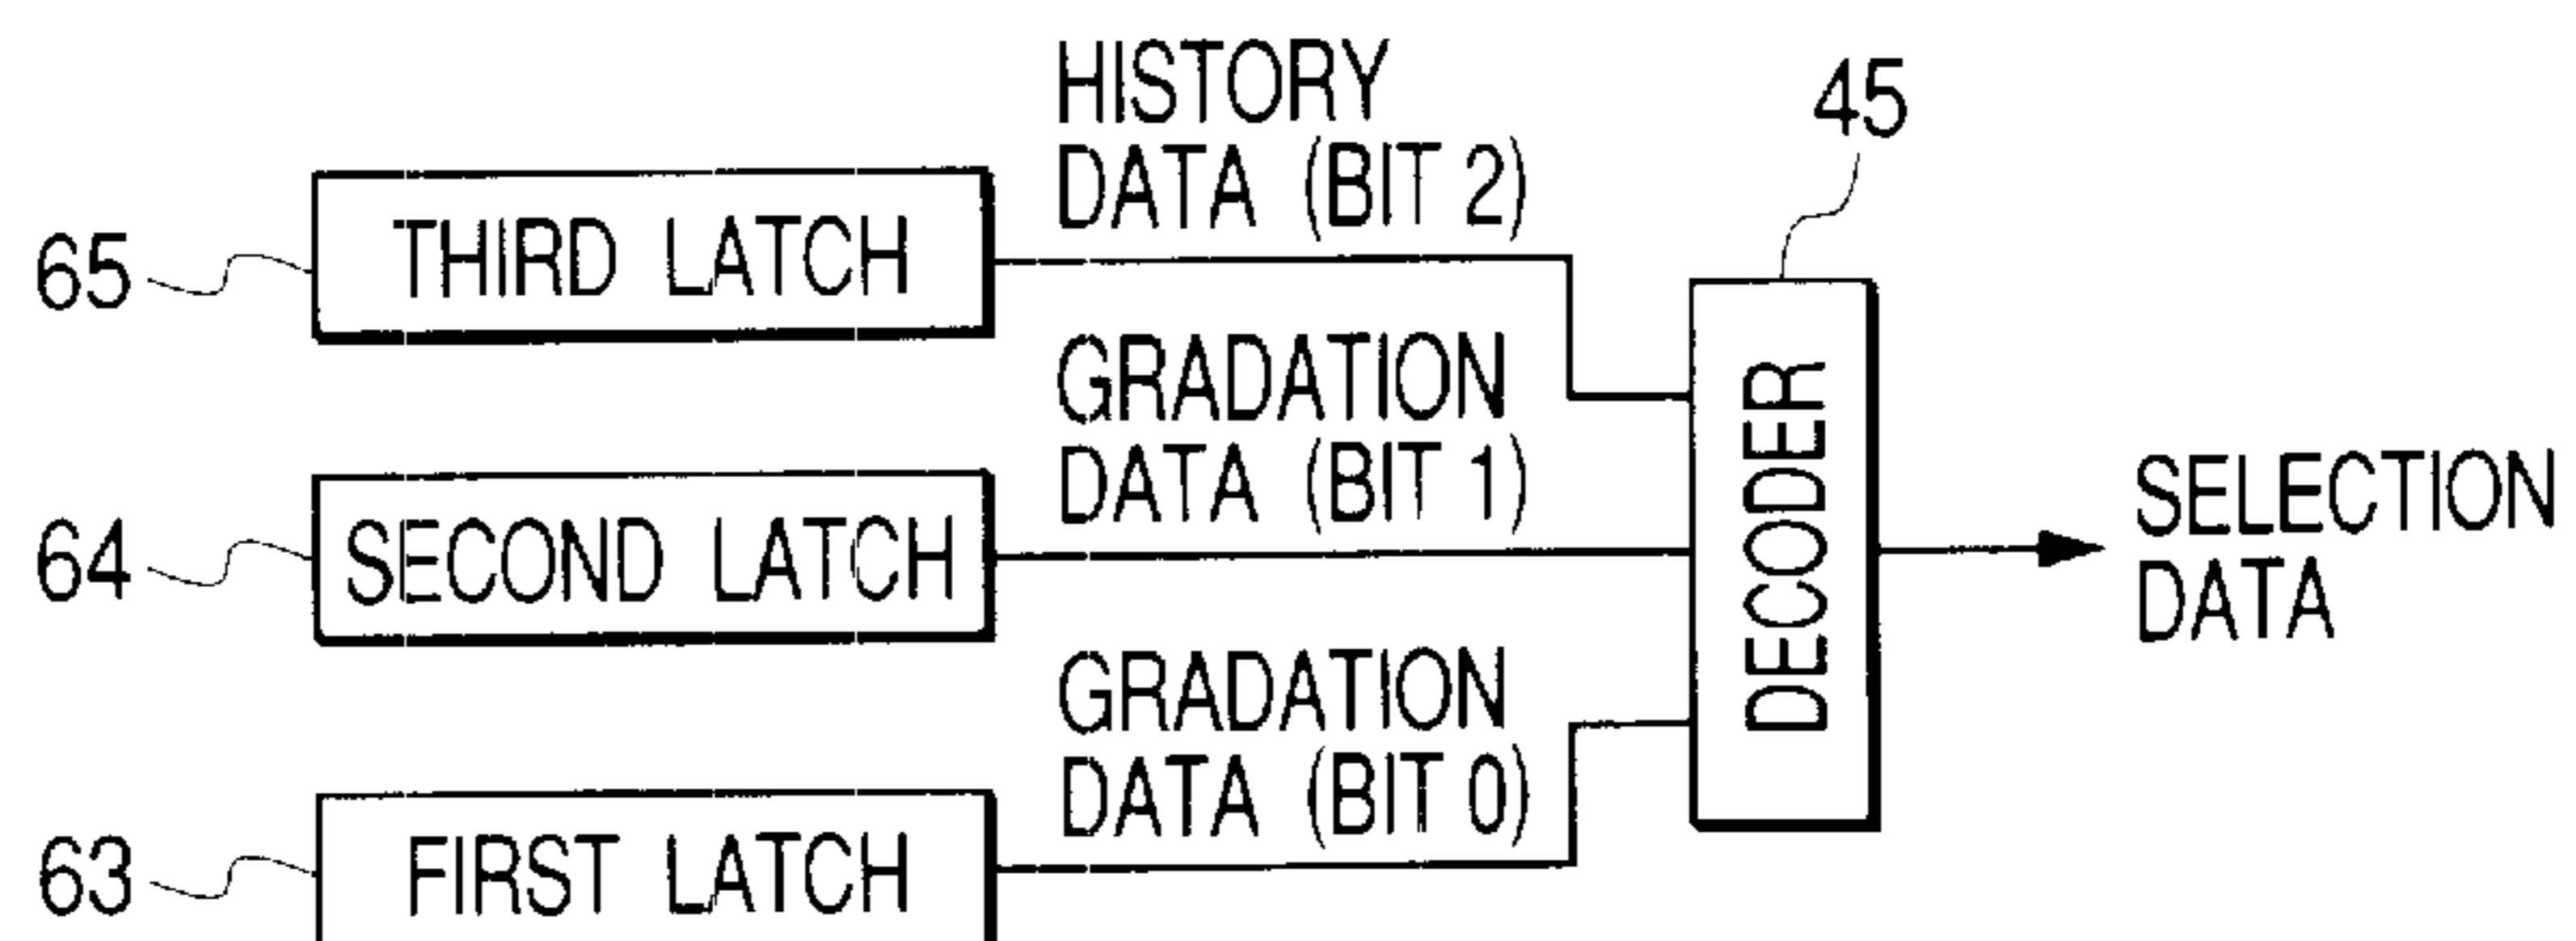 HISTORY
DATA (BIT 2)
45
65
THIRD LATCH
GRADATION
DATA (BIT 1)
64
SECOND LATCH
DECODER
SELECTION
DATA
GRADATION
DATA (BIT 0)
63
FIRST LATCH